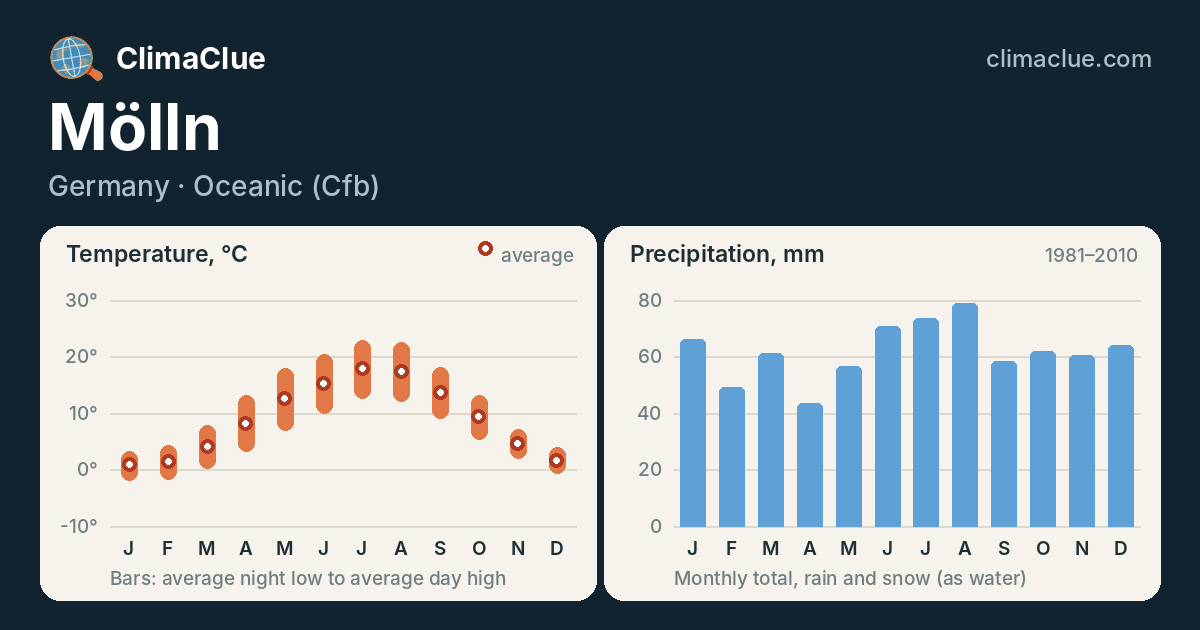 ClimaClue
climaclue.com
Mölln
Germany · Oceanic (Cfb)
Temperature, °C
average
30°
20°
10°
0°
-10°
J F M A M J J A S O N D
Bars: average night low to average day high
Precipitation, mm
1981–2010
80
60
40
20
0
J F M A M J J A S O N D
Monthly total, rain and snow (as water)